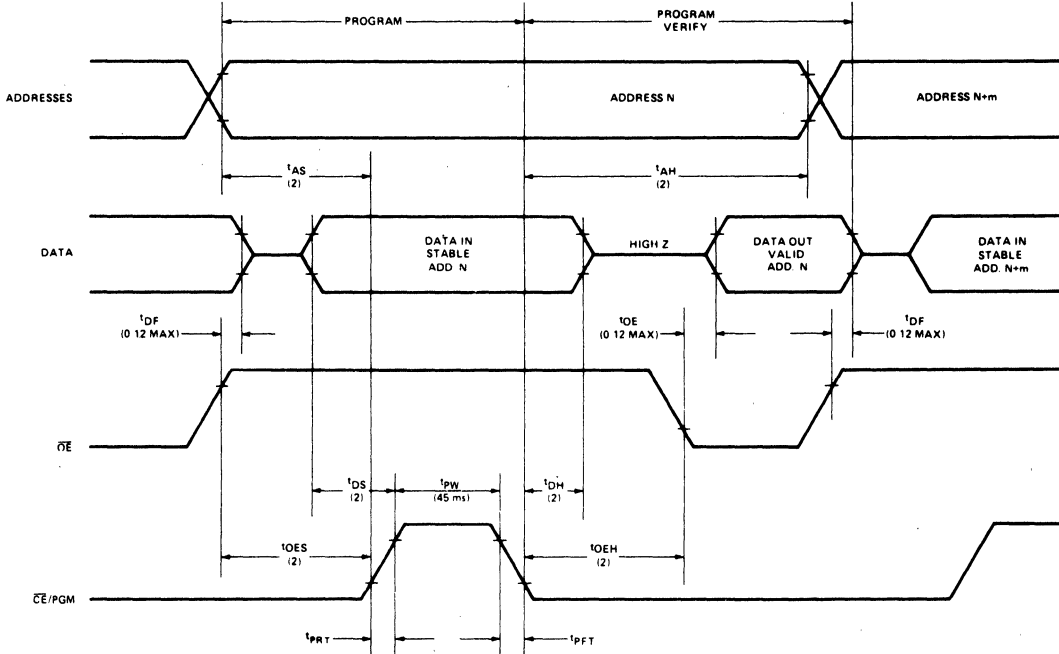 PROGRAM
PROGRAM
VERIFY
ADDRESSES
ADDRESS N
ADDRESS N+m
tAS
(2)
tAH
(2)
DATA
DATA IN
STABLE
ADD. N
HIGH Z
DATA OUT
VALID
ADD. N
DATA IN
STABLE
ADD. N+m
tDF
(0 12 MAX)
tOE
(0 12 MAX)
tDF
(0 12 MAX)
OE
tDS
(2)
tPW
(45 ms)
tDH
(2)
tOES
(2)
tOEH
(2)
CE/PGM
tPRT
tPFT